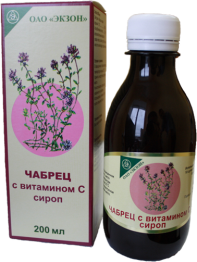 ОАО "ЭКЗОН"
ЧАБРЕЦ
с витамином С
сироп
200 мл
ЧАБРЕЦ
с витамином
сироп